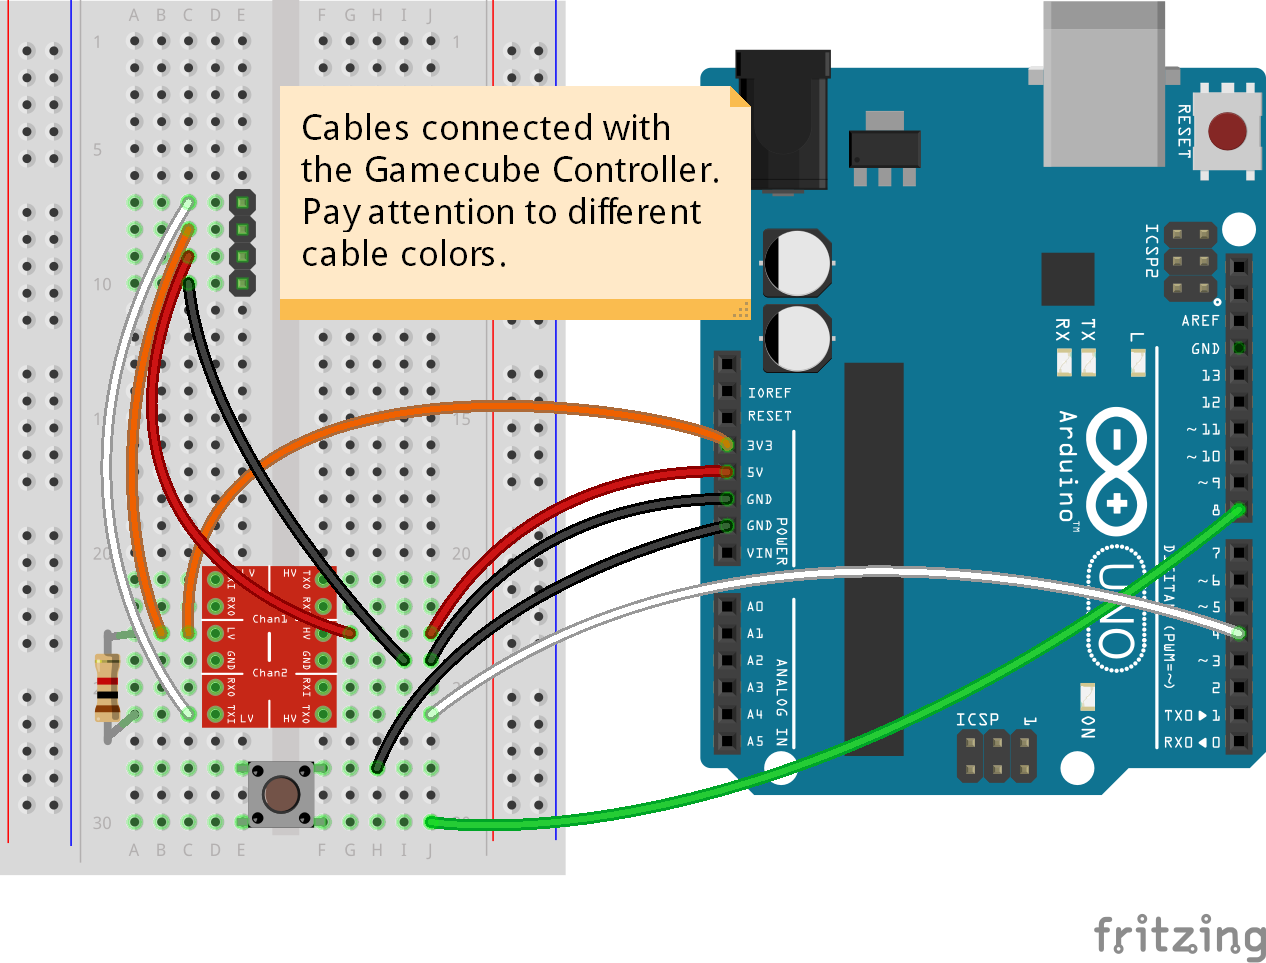 A B C D E F G H I J
1 1
5
10
15
20 20
30
A B C D E F G H I J
Cables connected with
the Gamecube Controller.
Pay attention to different
cable colors.
LV HV
TXI TXO
RXO
Chan1
LV HV
GND GND
Chan2
RXO RXI
TXI TXO
LV HV
RESET
ICSP2
IOREF
RESET
3V3
5V
GND
GND
VIN
POWER
A0
A1
A2
A3
A4
A5
ANALOG IN
RX TX L
Arduino™
UNO
ON
ICSP 1
AREF
GND
13
12
~11
~10
~9
8
7
~6
~5
4
~3
2
TX0▶1
RX0◀0
DIGITAL (PWM=~)
fritzing